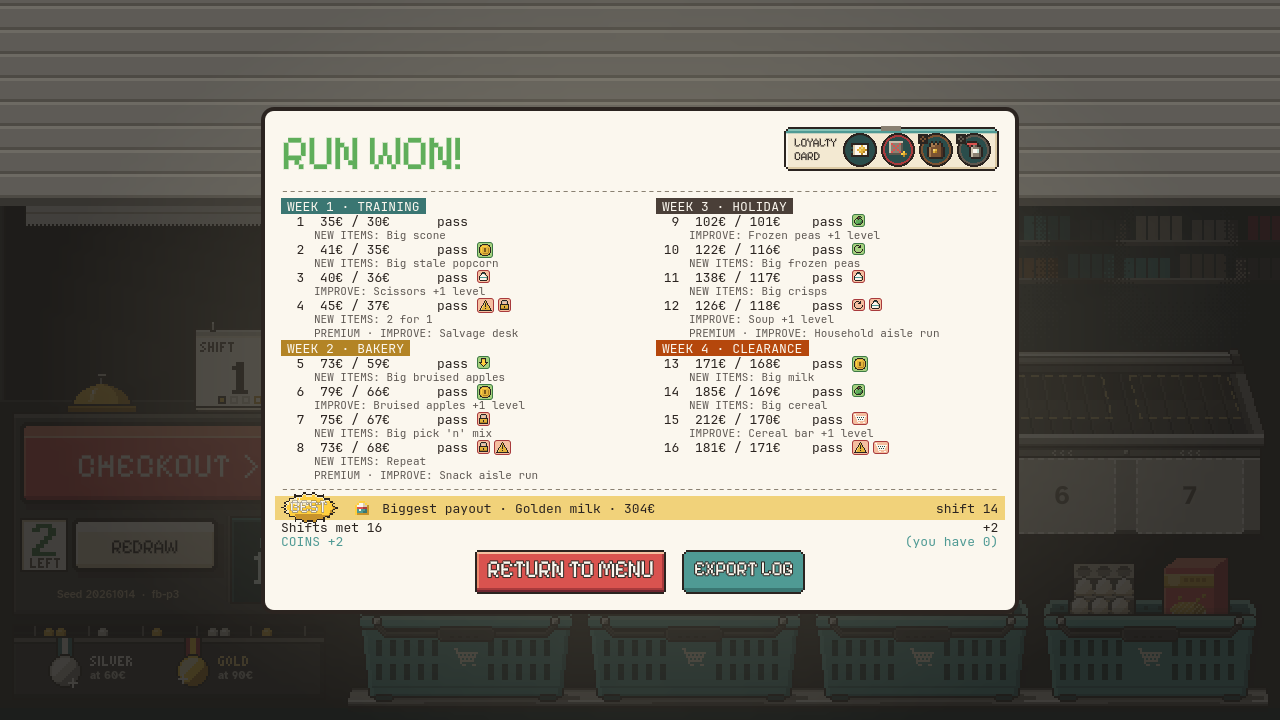 RUN WON!
LOYALTY
CARD
WEEK 1 · TRAINING
1 35€ / 30€ pass
NEW ITEMS: Big scone
2 41€ / 35€ pass
NEW ITEMS: Big stale popcorn
3 40€ / 36€ pass
IMPROVE: Scissors +1 level
4 45€ / 37€ pass
NEW ITEMS: 2 for 1
PREMIUM · IMPROVE: Salvage desk
WEEK 2 · BAKERY
5 73€ / 59€ pass
NEW ITEMS: Big bruised apples
6 79€ / 66€ pass
IMPROVE: Bruised apples +1 level
7 75€ / 67€ pass
NEW ITEMS: Big pick 'n' mix
8 73€ / 68€ pass
NEW ITEMS: Repeat
PREMIUM · IMPROVE: Snack aisle run
WEEK 3 · HOLIDAY
9 102€ / 101€ pass
IMPROVE: Frozen peas +1 level
10 122€ / 116€ pass
NEW ITEMS: Big frozen peas
11 138€ / 117€ pass
NEW ITEMS: Big crisps
12 126€ / 118€ pass
IMPROVE: Soup +1 level
PREMIUM · IMPROVE: Household aisle run
WEEK 4 · CLEARANCE
13 171€ / 168€ pass
NEW ITEMS: Big milk
14 185€ / 169€ pass
NEW ITEMS: Big cereal
15 212€ / 170€ pass
IMPROVE: Cereal bar +1 level
16 181€ / 171€ pass
BEST Biggest payout · Golden milk · 304€ shift 14
Shifts met 16 +2
COINS +2 (you have 0)
RETURN TO MENU
EXPORT LOG
SHIFT
1
CHECKOUT
2
LEFT
REDRAW
Seed 20261014 · fb-p3
SILVER
at 60€
GOLD
at 90€
6
7